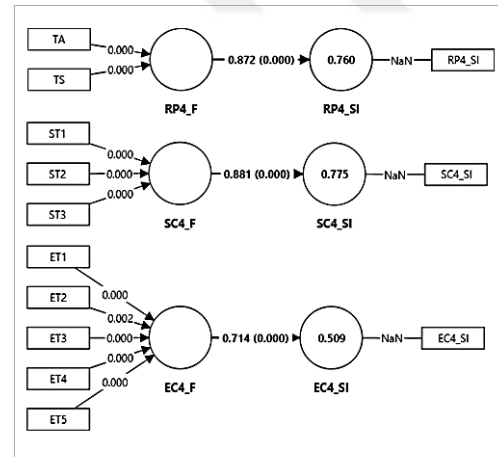 TA
0.000
TS
0.000
RP4_F
0.872 (0.000)
0.760
RP4_SI
NaN
RP4_SI
ST1
0.000
ST2
0.000
ST3
0.000
SC4_F
0.881 (0.000)
0.775
SC4_SI
NaN
SC4_SI
ET1
0.000
ET2
0.002
ET3
0.000
ET4
0.000
ET5
0.000
EC4_F
0.714 (0.000)
0.509
EC4_SI
NaN
EC4_SI